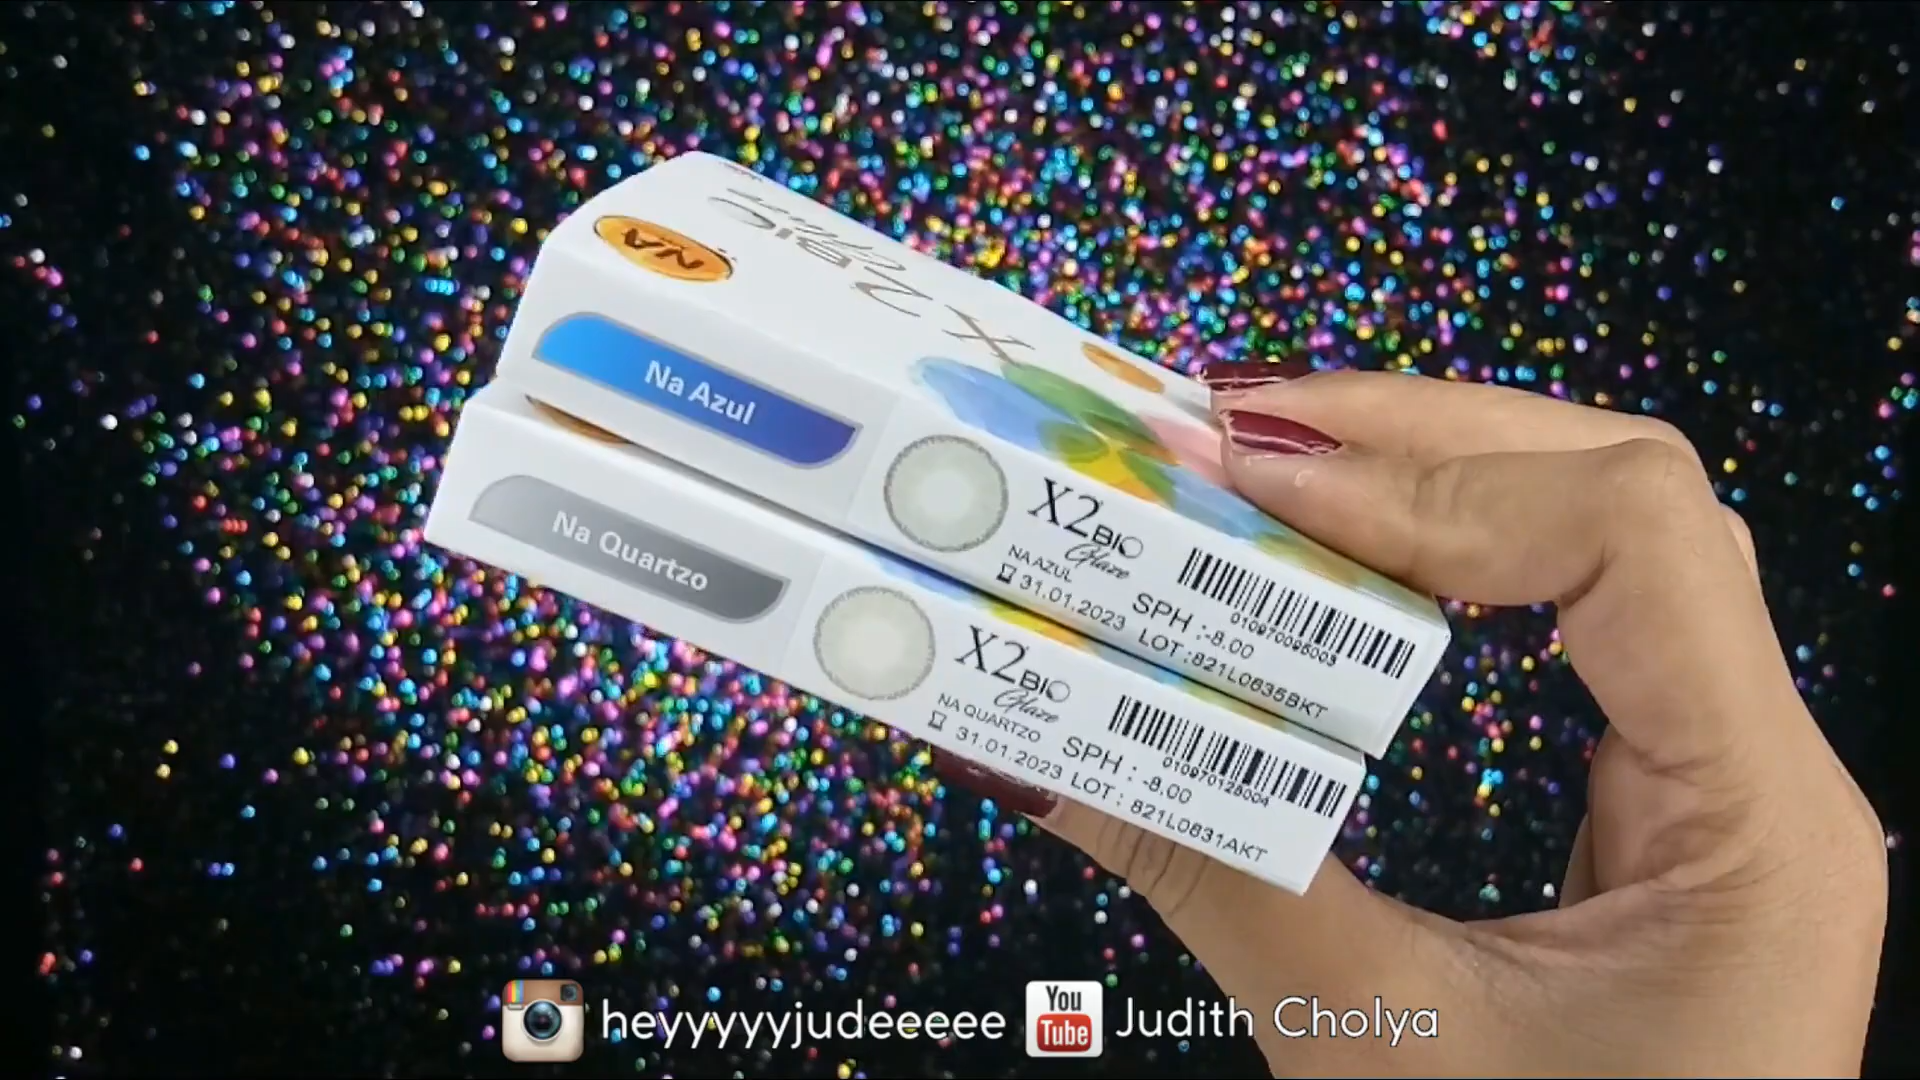 NA
X2 BIO
Glaze
Na Azul
X2 BIO
Glaze
NA AZUL
31.01.2023
SPH :-8.00
LOT :821L0635BKT
010970095003
Na Quartzo
X2 BIO
Glaze
NA QUARTZO
31.01.2023
SPH : -8.00
LOT : 821L0631AKT
010970125004
heyyyyyjudeeeee
You
Tube
Judith Cholya